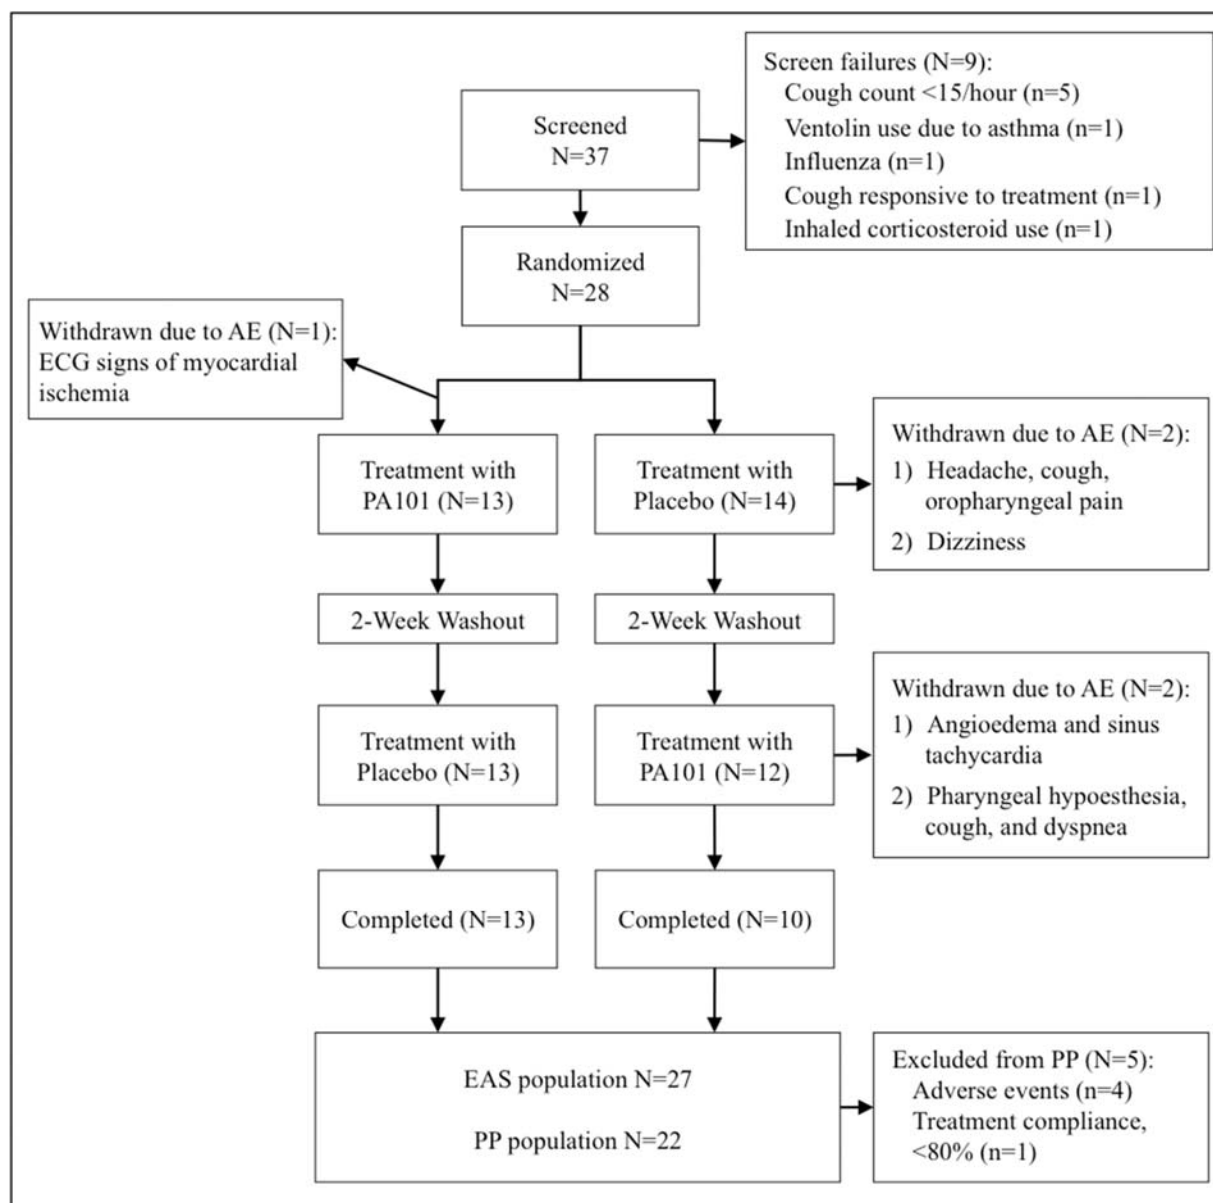 Screened
N=37
Screen failures (N=9):
Cough count <15/hour (n=5)
Ventolin use due to asthma (n=1)
Influenza (n=1)
Cough responsive to treatment (n=1)
Inhaled corticosteroid use (n=1)
Randomized
N=28
Withdrawn due to AE (N=1):
ECG signs of myocardial
ischemia
Treatment with
PA101 (N=13)
Treatment with
Placebo (N=14)
Withdrawn due to AE (N=2):
1) Headache, cough,
oropharyngeal pain
2) Dizziness
2-Week Washout
2-Week Washout
Treatment with
Placebo (N=13)
Treatment with
PA101 (N=12)
Withdrawn due to AE (N=2):
1) Angioedema and sinus
tachycardia
2) Pharyngeal hypoesthesia,
cough, and dyspnea
Completed (N=13)
Completed (N=10)
EAS population N=27
PP population N=22
Excluded from PP (N=5):
Adverse events (n=4)
Treatment compliance,
<80% (n=1)